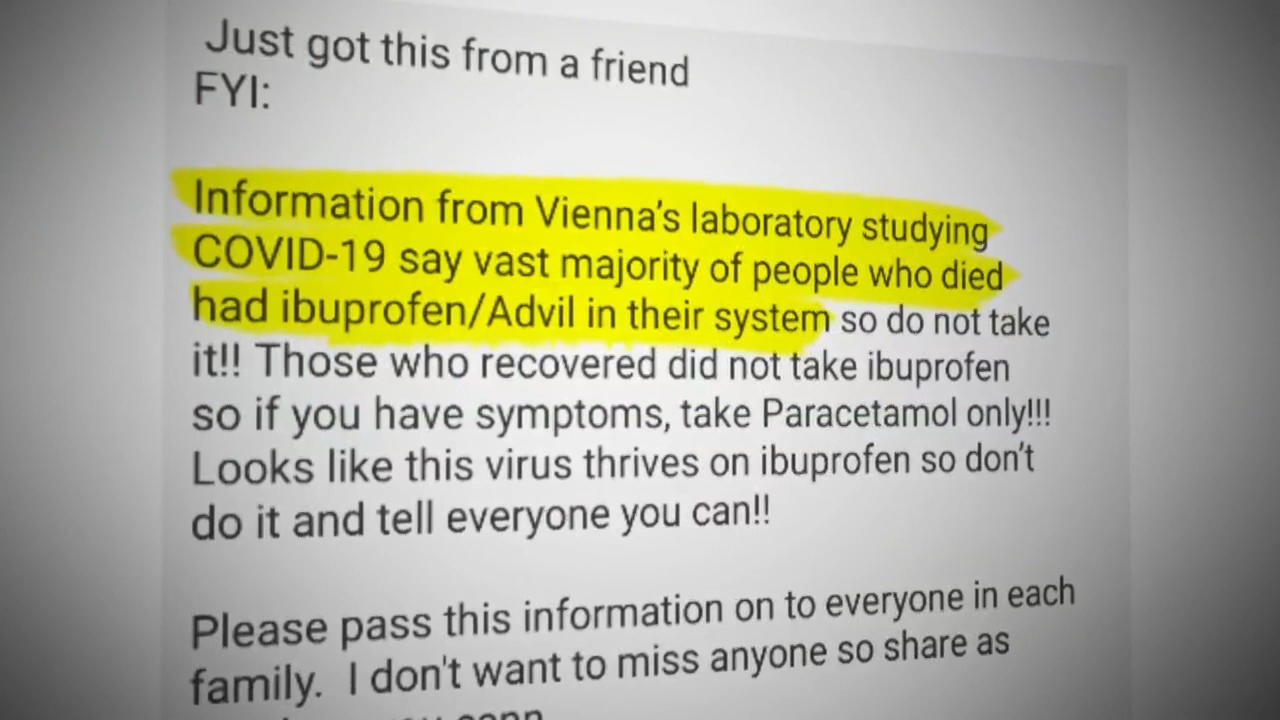 Just got this from a friend
FYI:
Information from Vienna's laboratory studying
COVID-19 say vast majority of people who died
had ibuprofen/Advil in their system so do not take
it!! Those who recovered did not take ibuprofen
so if you have symptoms, take Paracetamol only!!!
Looks like this virus thrives on ibuprofen so don't
do it and tell everyone you can!!
Please pass this information on to everyone in each
family.  I don't want to miss anyone so share as